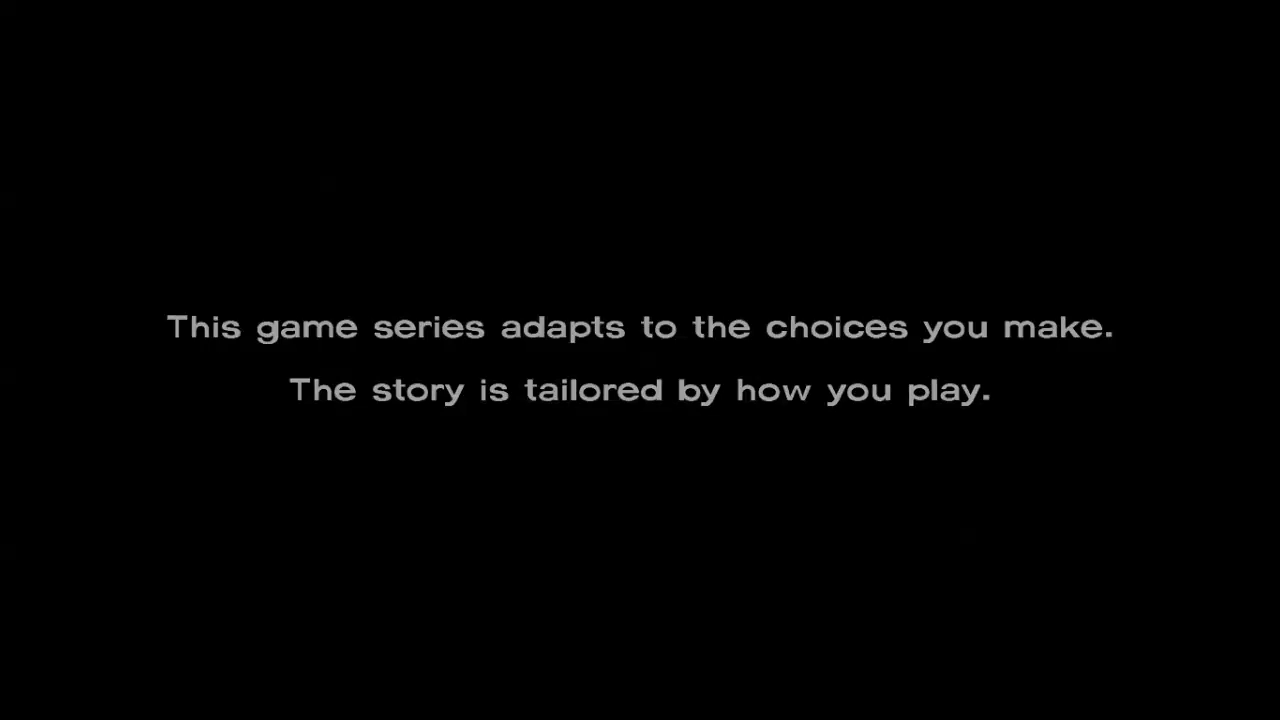 This game series adapts to the choices you make.
The story is tailored by how you play.